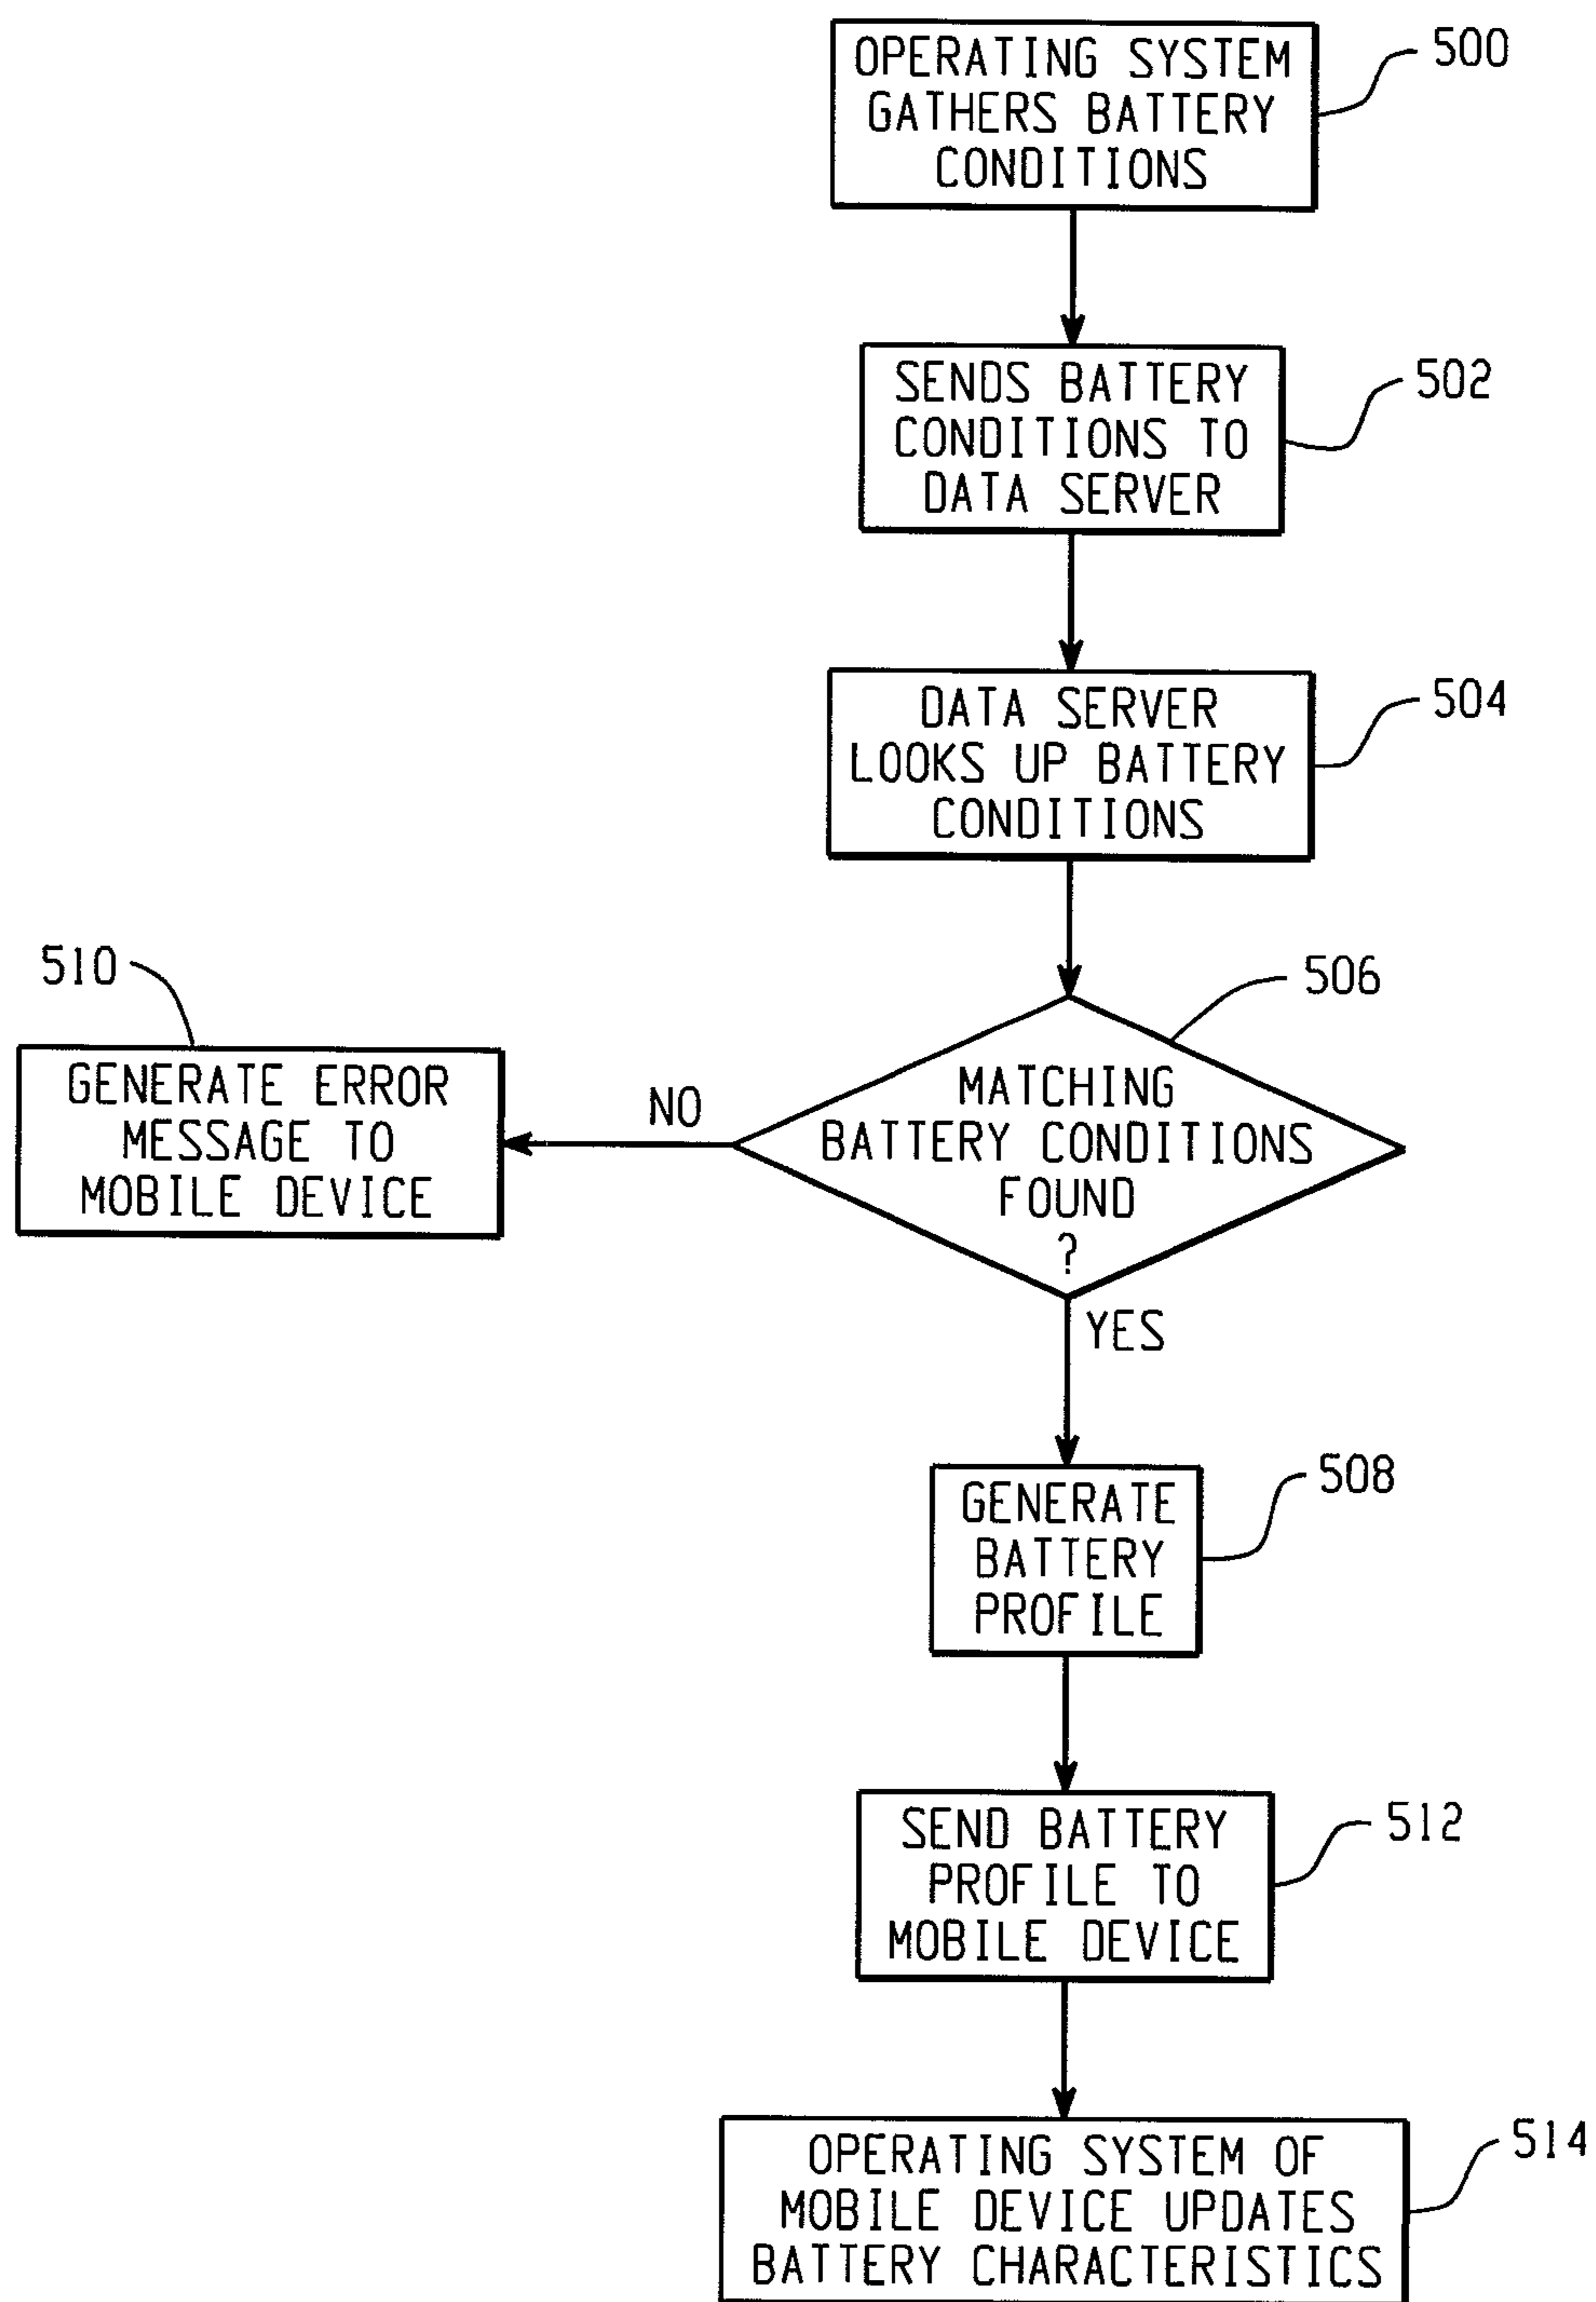 OPERATING SYSTEM
GATHERS BATTERY
CONDITIONS
500
SENDS BATTERY
CONDITIONS TO
DATA SERVER
502
DATA SERVER
LOOKS UP BATTERY
CONDITIONS
504
506
MATCHING
BATTERY CONDITIONS
FOUND
?
NO
510
GENERATE ERROR
MESSAGE TO
MOBILE DEVICE
YES
GENERATE
BATTERY
PROFILE
508
SEND BATTERY
PROFILE TO
MOBILE DEVICE
512
OPERATING SYSTEM OF
MOBILE DEVICE UPDATES
BATTERY CHARACTERISTICS
514